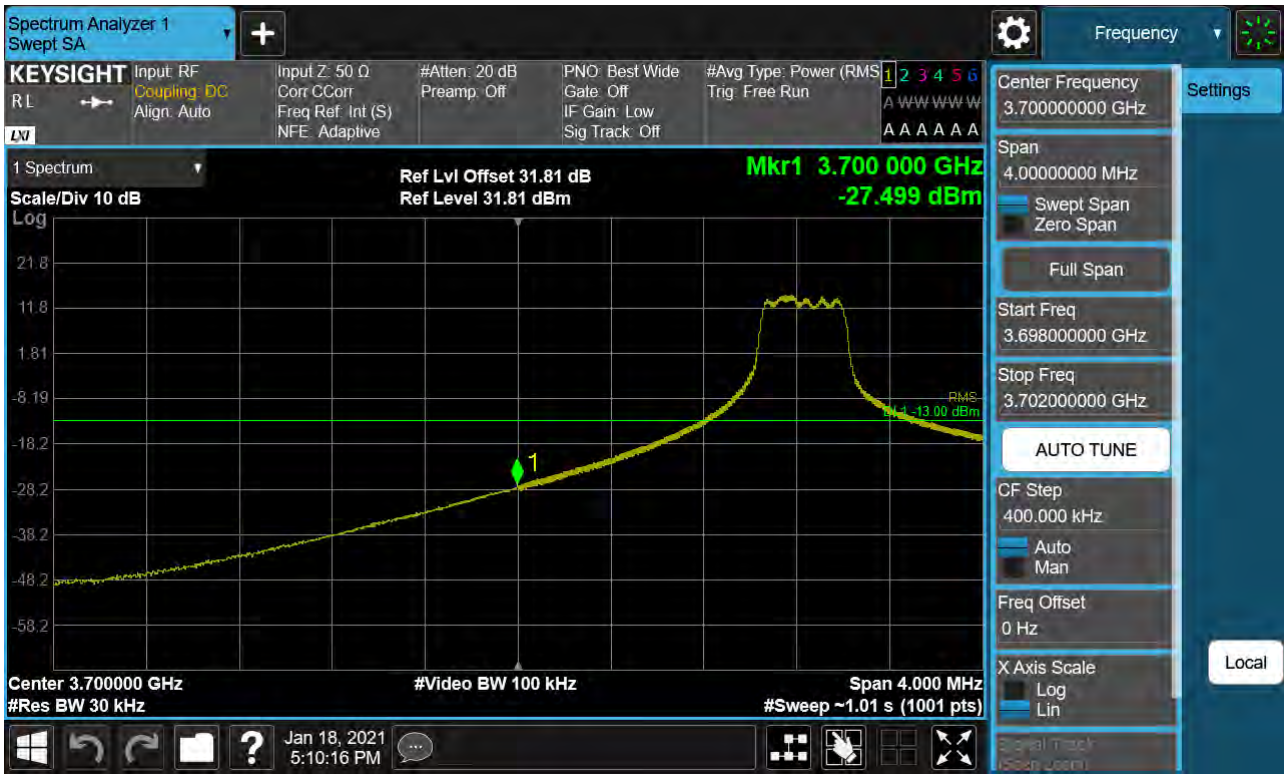 Spectrum Analyzer 1
Swept SA
+
Frequency
KEYSIGHT
RL
LXI
Input: RF
Coupling: DC
Align: Auto
Input Z: 50 Ω
Corr CCorr
Freq Ref: Int (S)
NFE: Adaptive
#Atten: 20 dB
Preamp: Off
PNO: Best Wide
Gate: Off
IF Gain: Low
Sig Track: Off
#Avg Type: Power (RMS
Trig: Free Run
1 2 3 4 5 6
A W W W W W
A A A A A A
1 Spectrum
Scale/Div 10 dB
Log
Ref Lvl Offset 31.81 dB
Ref Level 31.81 dBm
Mkr1 3.700 000 GHz
-27.499 dBm
21.8
11.8
1.81
-8.19
-18.2
-28.2
-38.2
-48.2
-58.2
RMS
DL1 -13.00 dBm
1
Center 3.700000 GHz
#Res BW 30 kHz
#Video BW 100 kHz
Span 4.000 MHz
#Sweep ~1.01 s (1001 pts)
?
Jan 18, 2021
5:10:16 PM
Center Frequency
3.700000000 GHz
Span
4.00000000 MHz
Swept Span
Zero Span
Full Span
Start Freq
3.698000000 GHz
Stop Freq
3.702000000 GHz
AUTO TUNE
CF Step
400.000 kHz
Auto
Man
Freq Offset
0 Hz
X Axis Scale
Log
Lin
Signal Track
(Span Zoom)
Settings
Local